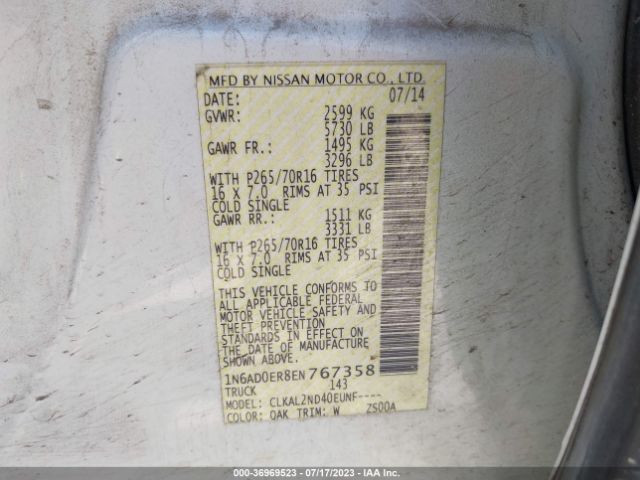 MFD BY NISSAN MOTOR CO., LTD.
DATE: 07/14
GVWR: 2599 KG
5730 LB
GAWR FR.: 1495 KG
3296 LB
WITH P265/70R16 TIRES
16 X 7.0 RIMS AT 35 PSI
COLD SINGLE
GAWR RR.: 1511 KG
3331 LB
WITH P265/70R16 TIRES
16 X 7.0 RIMS AT 35 PSI
COLD SINGLE
THIS VEHICLE CONFORMS TO
ALL APPLICABLE FEDERAL
MOTOR VEHICLE SAFETY AND
THEFT PREVENTION
STANDARDS IN EFFECT ON
THE DATE OF MANUFACTURE
SHOWN ABOVE.
1N6AD0ER8EN767358
TRUCK 143
MODEL: CLKAL2ND40EUNF----
COLOR: OAK TRIM: W ZS00A
000-36969523 - 07/17/2023 - IAA Inc.